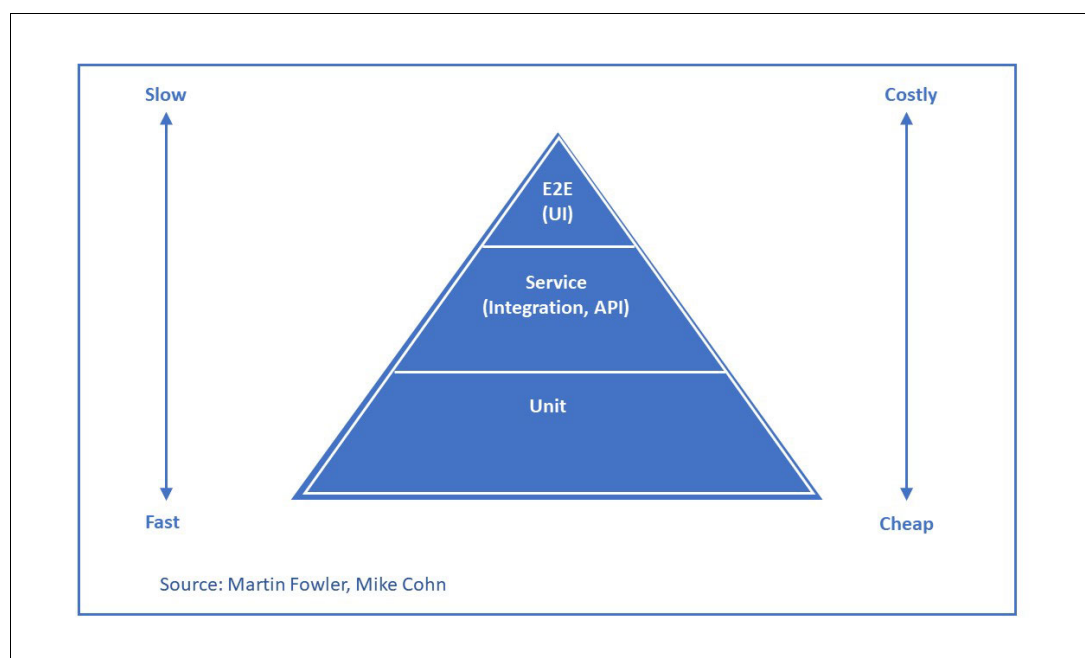 Slow
Costly
E2E
(UI)
Service
(Integration, API)
Unit
Fast
Cheap
Source: Martin Fowler, Mike Cohn